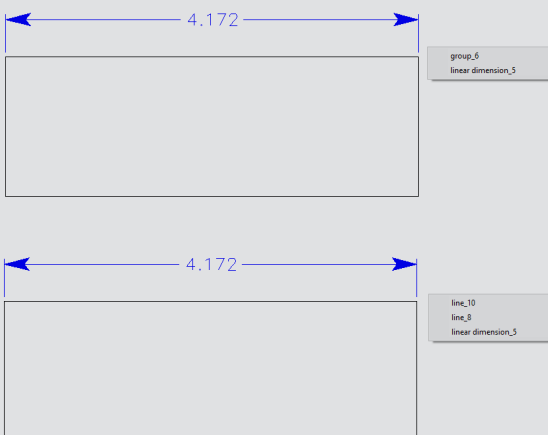 4.172
group_6
linear dimension_5
4.172
line_10
line_8
linear dimension_5